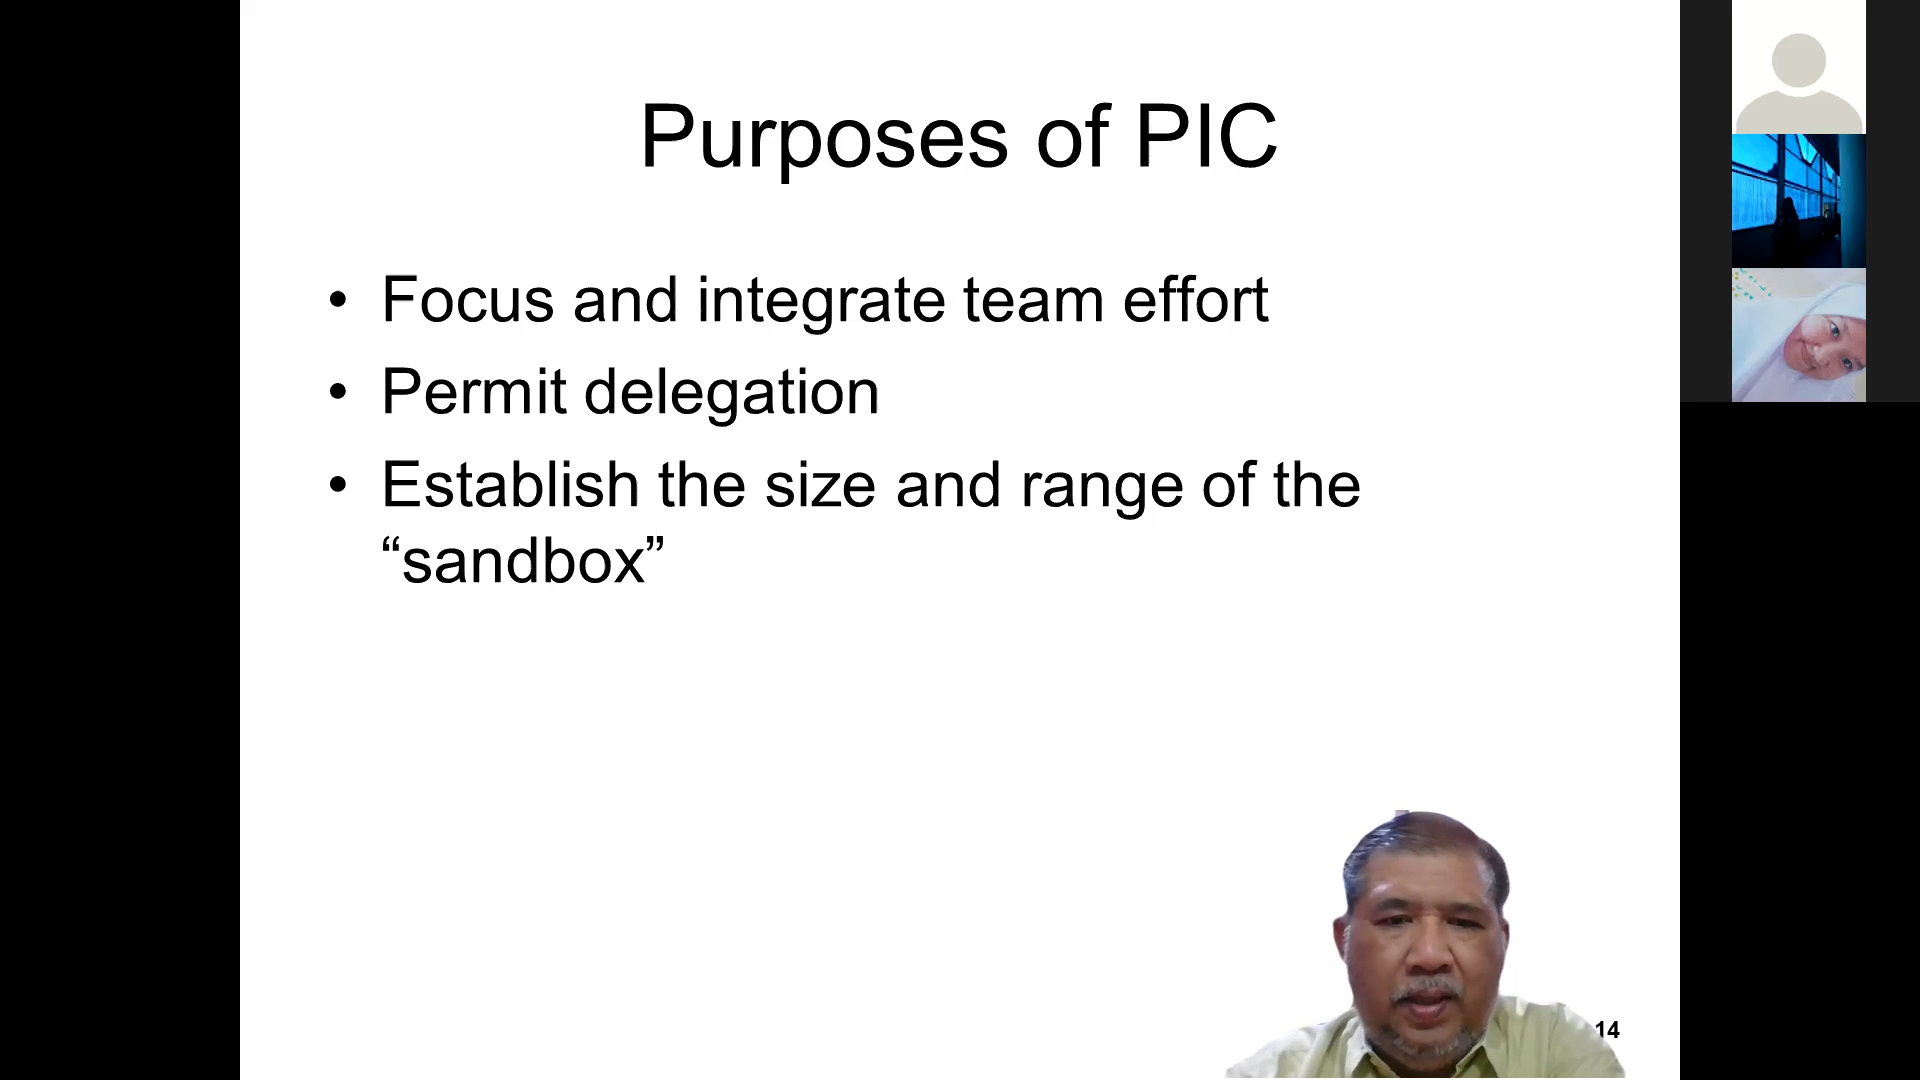 Purposes of PIC
• Focus and integrate team effort
• Permit delegation
• Establish the size and range of the
“sandbox”
14